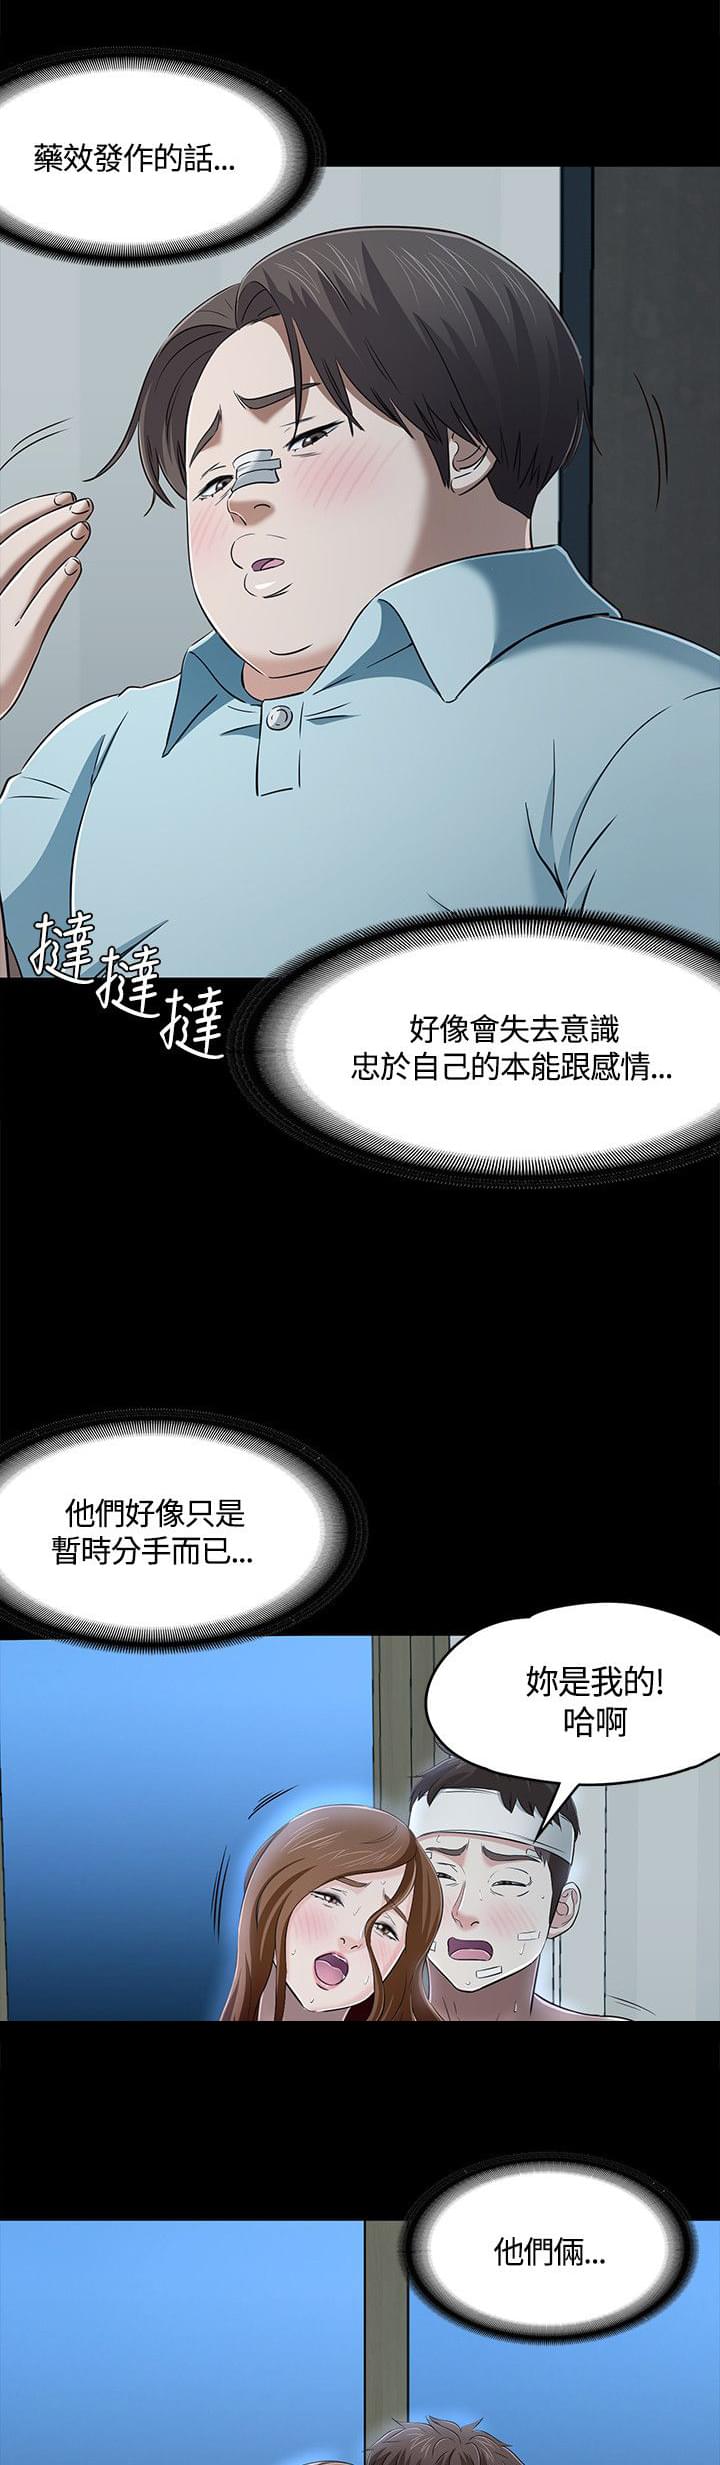 藥效發作的話...
撻撻撻
好像會失去意識
忠於自己的本能跟感情...
他們好像只是
暫時分手而已...
妳是我的!
哈啊
他們倆...